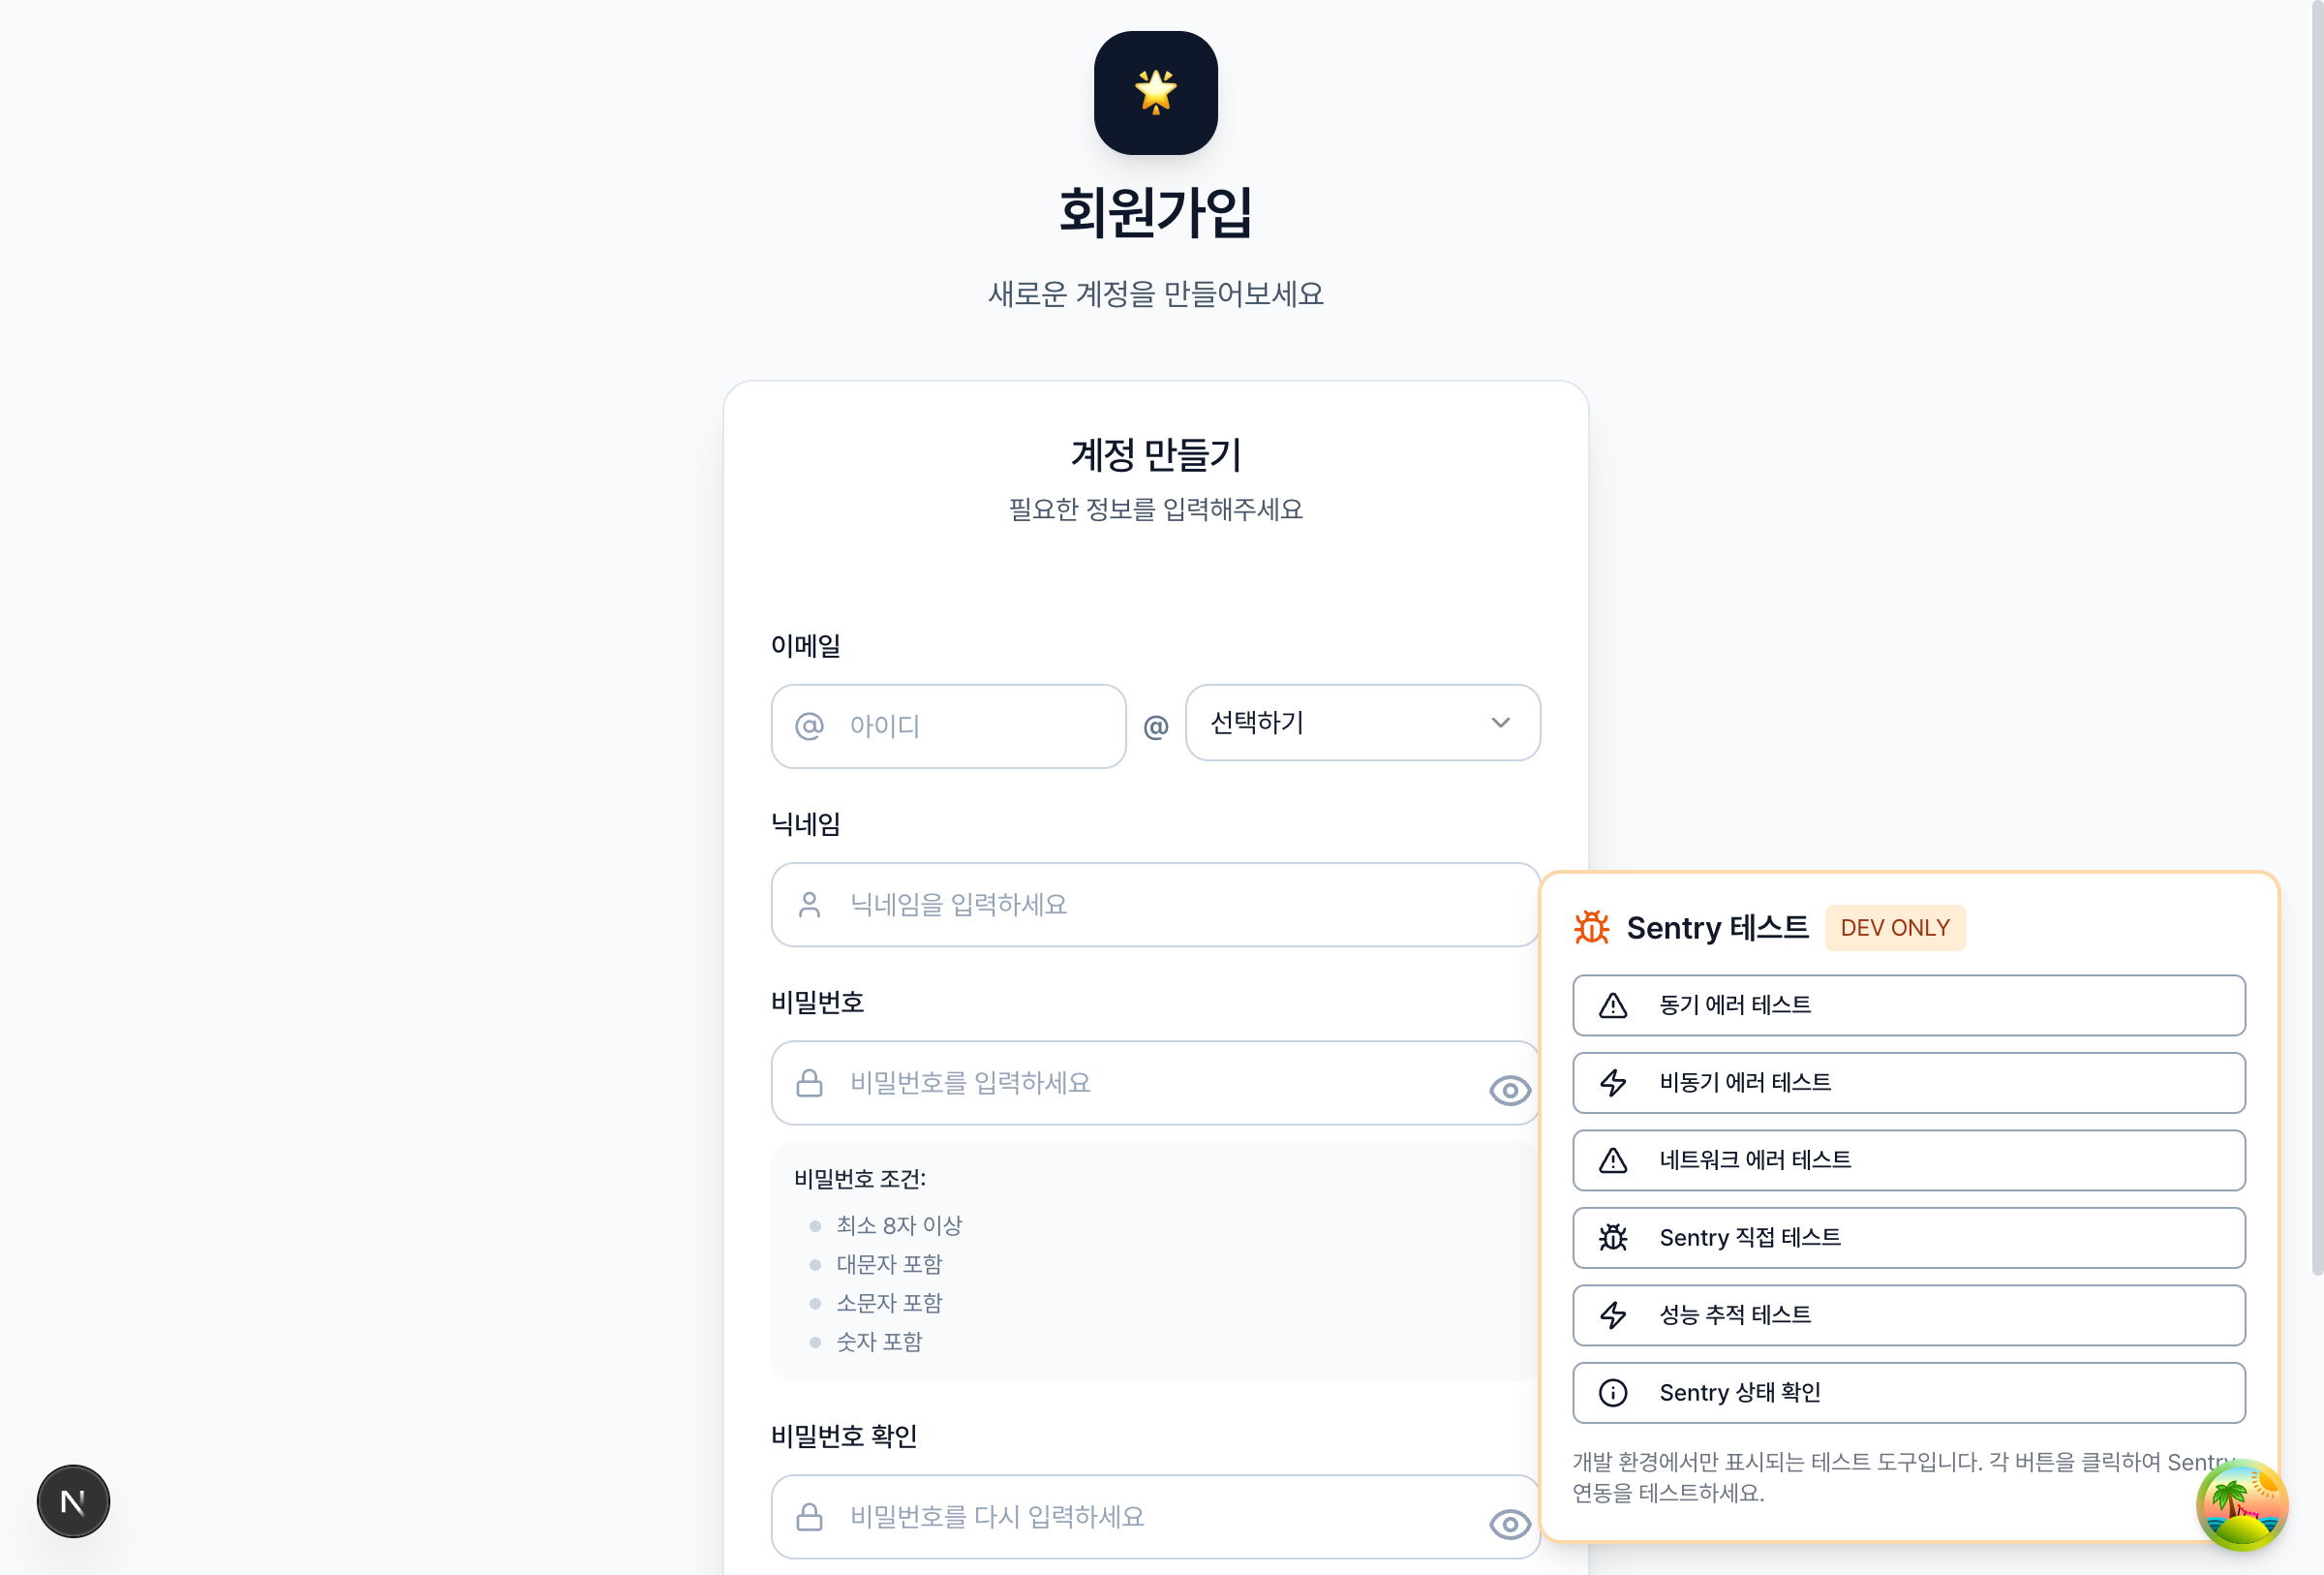 회원가입
새로운 계정을 만들어보세요
계정 만들기
필요한 정보를 입력해주세요
이메일
@ 아이디 @ 선택하기
닉네임
닉네임을 입력하세요
비밀번호
비밀번호를 입력하세요
비밀번호 조건:
최소 8자 이상
대문자 포함
소문자 포함
숫자 포함
비밀번호 확인
비밀번호를 다시 입력하세요
Sentry 테스트 DEV ONLY
동기 에러 테스트
비동기 에러 테스트
네트워크 에러 테스트
Sentry 직접 테스트
성능 추적 테스트
Sentry 상태 확인
개발 환경에서만 표시되는 테스트 도구입니다. 각 버튼을 클릭하여 Sentry
연동을 테스트하세요.
N